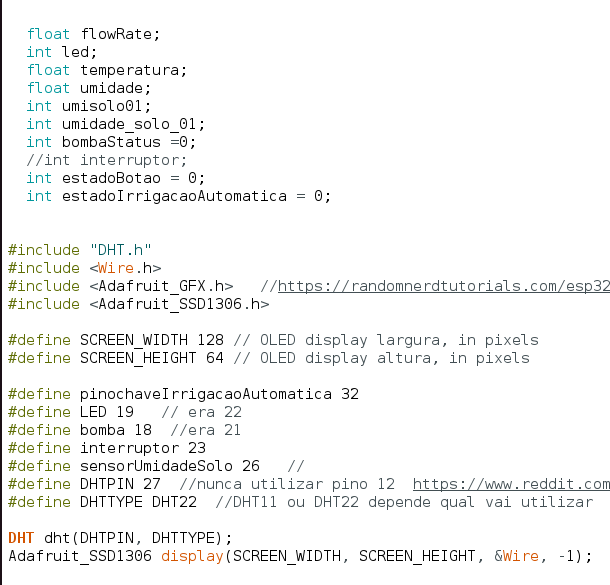 float flowRate;
int led;
float temperatura;
float umidade;
int umisolo01;
int umidade_solo_01;
int bombaStatus =0;
//int interruptor;
int estadoBotao = 0;
int estadoIrrigacaoAutomatica = 0;
#include "DHT.h"
#include <Wire.h>
#include <Adafruit_GFX.h>   //https://randomnerdtutorials.com/esp32
#include <Adafruit_SSD1306.h>
#define SCREEN_WIDTH 128 // OLED display largura, in pixels
#define SCREEN_HEIGHT 64 // OLED display altura, in pixels
#define pinochaveIrrigacaoAutomatica 32
#define LED 19   // era 22
#define bomba 18  //era 21
#define interruptor 23
#define sensorUmidadeSolo 26   //
#define DHTPIN 27  //nunca utilizar pino 12  https://www.reddit.com
#define DHTTYPE DHT22  //DHT11 ou DHT22 depende qual vai utilizar
DHT dht(DHTPIN, DHTTYPE);
Adafruit_SSD1306 display(SCREEN_WIDTH, SCREEN_HEIGHT, &Wire, -1);